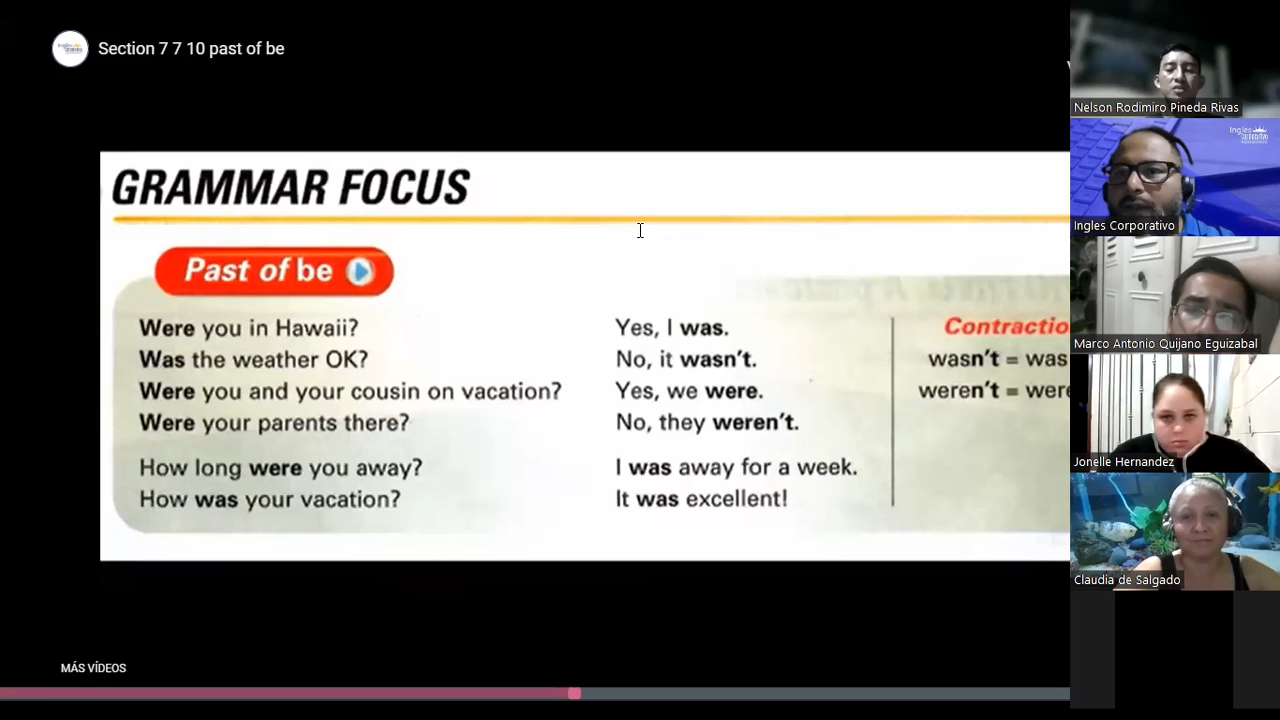 Section 7 7 10 past of be
GRAMMAR FOCUS
Past of be
Were you in Hawaii? Yes, I was.
Was the weather OK? No, it wasn't.
Were you and your cousin on vacation? Yes, we were.
Were your parents there? No, they weren't.
How long were you away? I was away for a week.
How was your vacation? It was excellent!
Contractio
wasn't = was
weren't = were
MÁS VÍDEOS
Nelson Rodimiro Pineda Rivas
Ingles
Ingles Corporativo
Marco Antonio Quijano Eguizabal
Jonelle Hernandez
Claudia de Salgado